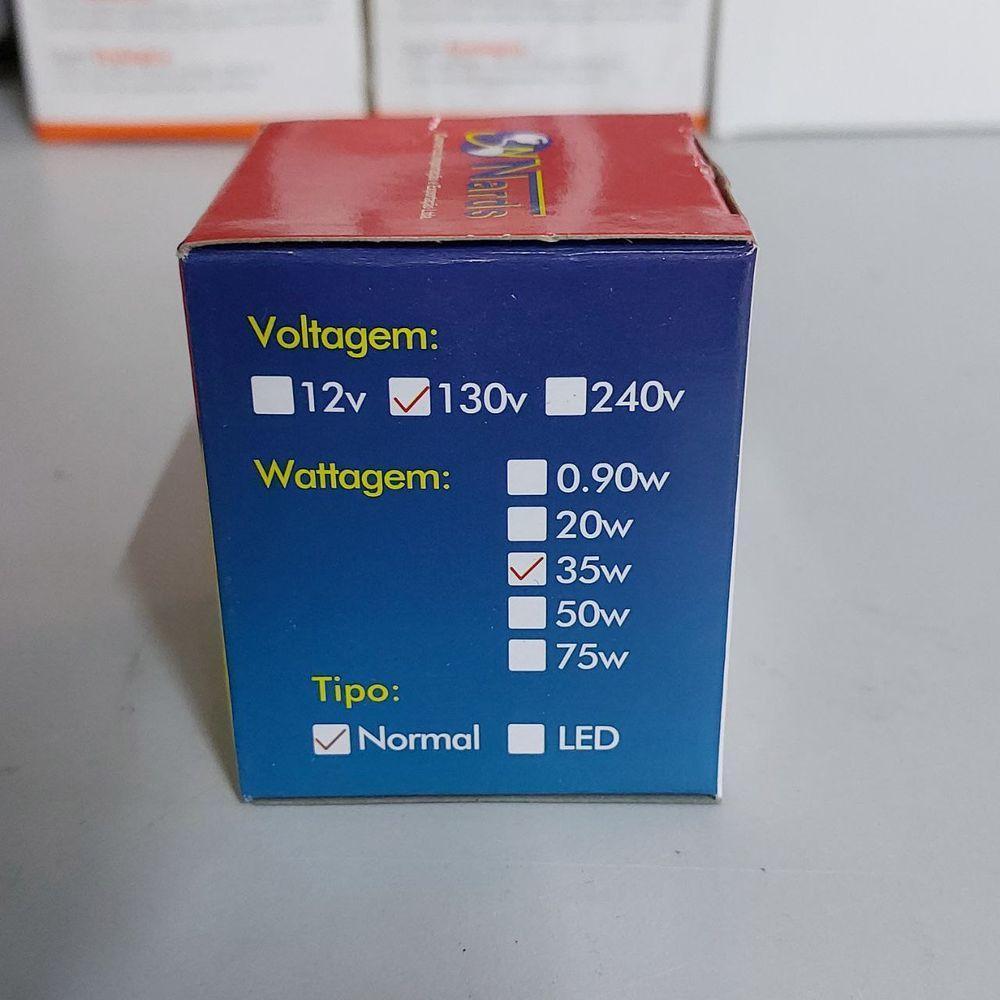 Nards
Voltagem:
12v 130v 240v
Wattagem: 0.90w
20w
35w
50w
75w
Tipo:
Normal LED